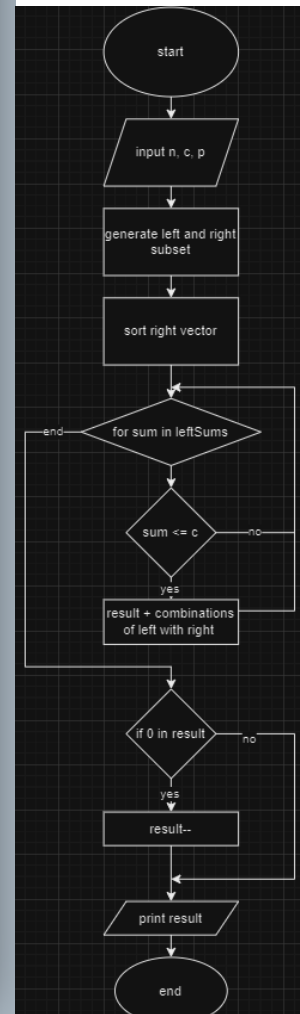 start
input n, c, p
generate left and right
subset
sort right vector
end
for sum in leftSums
sum <= c
no
yes
result + combinations
of left with right
if 0 in result
no
yes
result--
print result
end